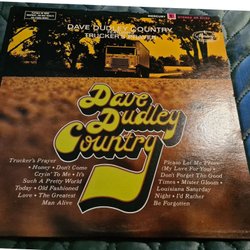 DAVE DUDLEY COUNTRY
TRUCKER'S PRAYER
MERCURY
Dave
Dudley
Country
Trucker's Prayer
• Honey • Don't Come
Cryin' To Me • It's
Such A Pretty World
Today • Old Fashioned
Love • The Greatest
Man Alive
Please Let Me Prove
My Love For You •
Don't Forget The Good
Times • Mister Gloom •
Louisiana Saturday
Night • I'd Rather
Be Forgotten